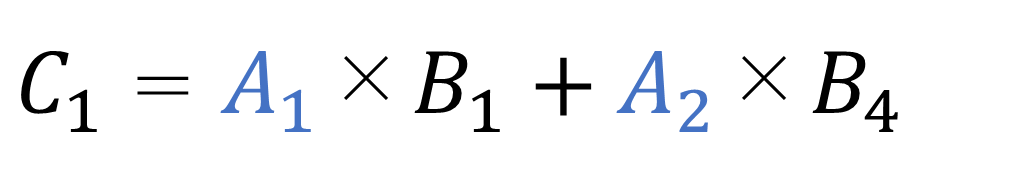 C₁ = A₁ × B₁ + A₂ × B₄